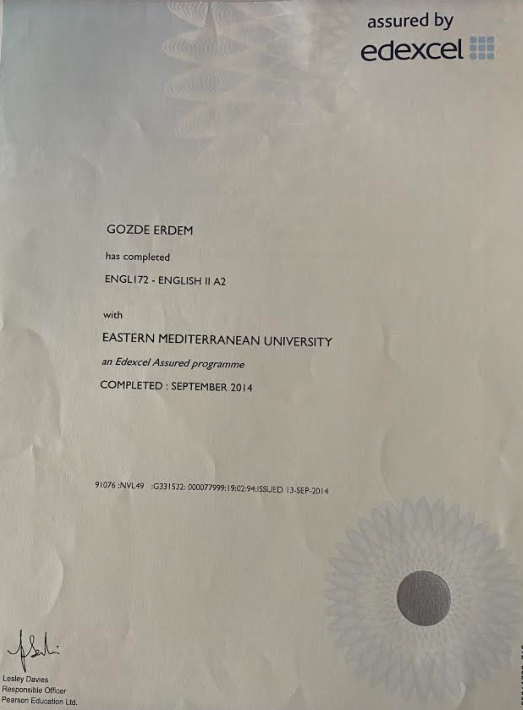 assured by
edexcel
GOZDE ERDEM
has completed
ENGL172 - ENGLISH II A2
with
EASTERN MEDITERRANEAN UNIVERSITY
an Edexcel Assured programme
COMPLETED : SEPTEMBER 2014
91076 :NVL49 :G331532: 000077999:19:02:94:ISSUED 13-SEP-2014
Lesley Davies
Responsible Officer
Pearson Education Ltd.